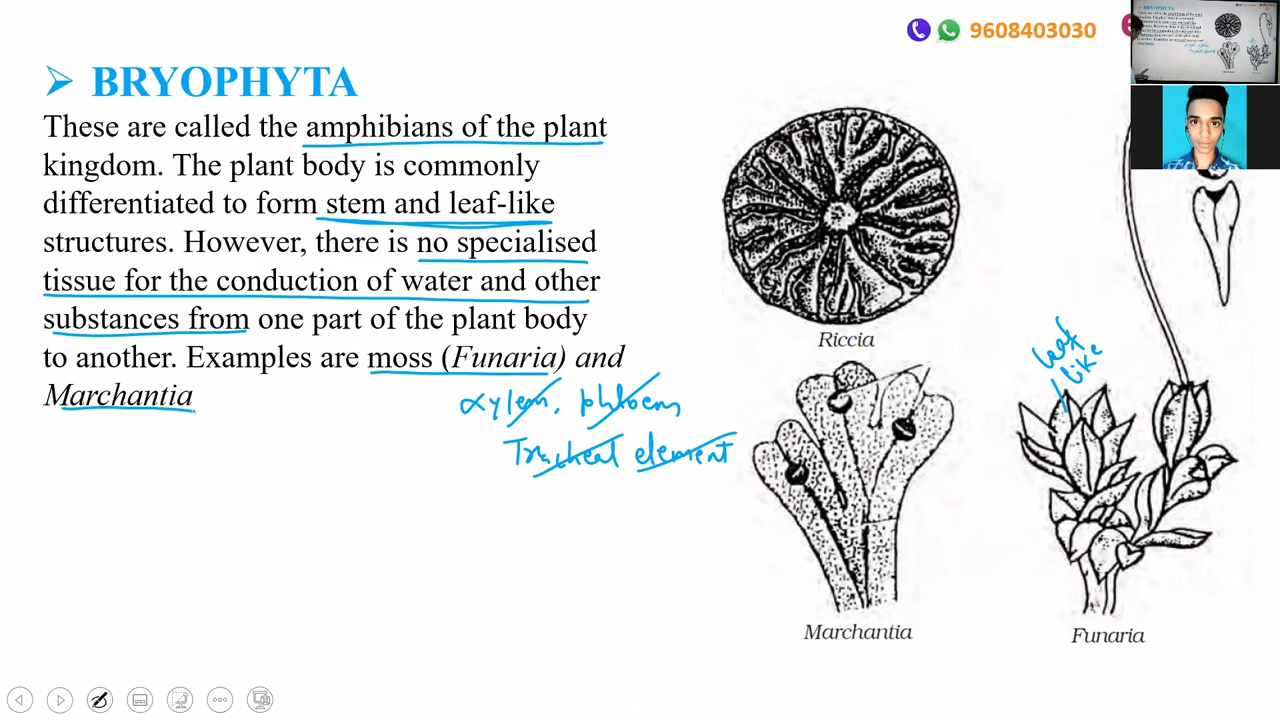 9608403030
➢ BRYOPHYTA
These are called the amphibians of the plant
kingdom. The plant body is commonly
differentiated to form stem and leaf-like
structures. However, there is no specialised
tissue for the conduction of water and other
substances from one part of the plant body
to another. Examples are moss (Funaria) and
Marchantia
xylem, phloem
Tracheal element
Riccia
leaf
like
Marchantia
Funaria